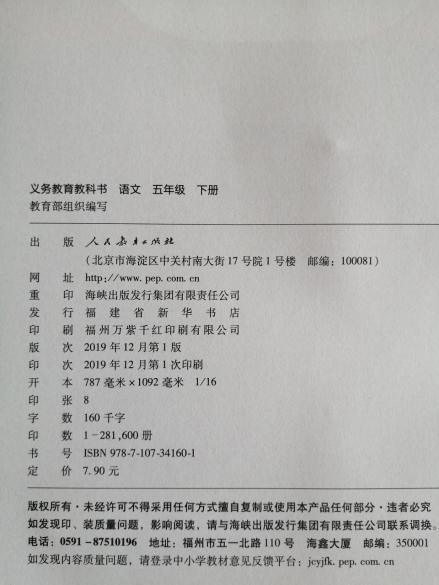 义务教育教科书 语文 五年级 下册
教育部组织编写
出 版 人民教育出版社
(北京市海淀区中关村南大街17号院1号楼 邮编：100081)
网 址 http://www.pep.com.cn
重 印 海峡出版发行集团有限责任公司
发 行 福建省新华书店
印 刷 福州万紫千红印刷有限公司
版 次 2019年12月第1版
印 次 2019年12月第1次印刷
开 本 787毫米×1092毫米 1/16
印 张 8
字 数 160千字
印 数 1-281,600册
书 号 ISBN 978-7-107-34160-1
定 价 7.90元
版权所有·未经许可不得采用任何方式擅自复制或使用本产品任何部分·违者必究
如发现印、装质量问题，影响阅读，请与海峡出版发行集团有限责任公司联系调换。
电话：0591-87510196 地址：福州市五一北路110号 海鑫大厦 邮编：350001
如发现内容质量问题，请登录中小学教材意见反馈平台：jcyjfk.pep.com.cn